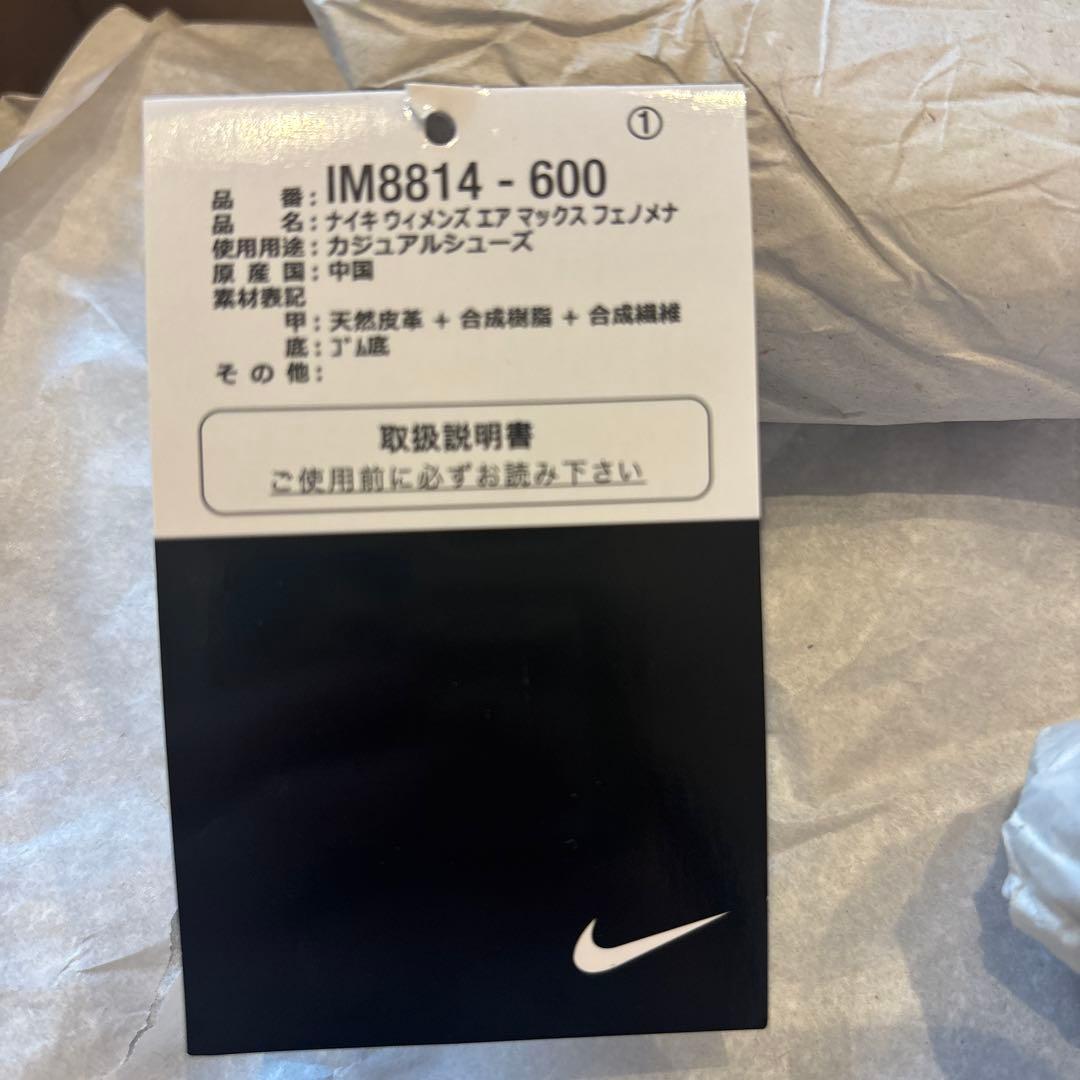 ①
品 番:IM8814 - 600
品 名:ナイキ ウィメンズ エア マックス フェノメナ
使用用途:カジュアルシューズ
原 産 国:中国
素材表記
甲:天然皮革 + 合成樹脂 + 合成繊維
底:ゴム底
そ の 他:
取扱説明書
ご使用前に必ずお読み下さい